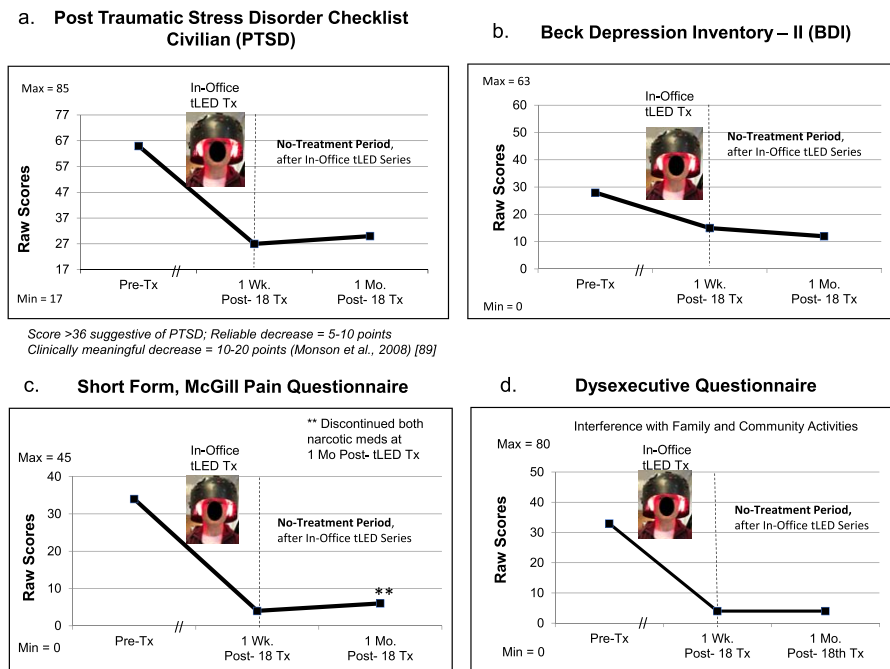 a. Post Traumatic Stress Disorder Checklist
Civilian (PTSD)
Max = 85
In-Office
tLED Tx
77
67
57
47
37
27
17
Raw Scores
No-Treatment Period,
after In-Office tLED Series
Min = 17
Pre-Tx // 1 Wk. 1 Mo.
Post- 18 Tx Post- 18 Tx
Score >36 suggestive of PTSD; Reliable decrease = 5-10 points
Clinically meaningful decrease = 10-20 points (Monson et al., 2008) [89]
b. Beck Depression Inventory – II (BDI)
Max = 63
In-Office
tLED Tx
60
50
40
30
20
10
0
Raw Scores
No-Treatment Period,
after In-Office tLED Series
Min = 0
Pre-Tx // 1 Wk. 1 Mo.
Post- 18 Tx Post- 18 Tx
c. Short Form, McGill Pain Questionnaire
** Discontinued both
narcotic meds at
1 Mo Post- tLED Tx
Max = 45
In-Office
tLED Tx
40
30
20
10
0
Raw Scores
No-Treatment Period,
after In-Office tLED Series
**
Min = 0
Pre-Tx // 1 Wk. 1 Mo.
Post- 18 Tx Post- 18 Tx
d. Dysexecutive Questionnaire
Interference with Family and Community Activities
Max = 80
In-Office
tLED Tx
50
40
30
20
10
0
Raw Scores
No-Treatment Period,
after In-Office tLED Series
Min = 0
Pre-Tx // 1 Wk. 1 Mo.
Post- 18 Tx Post- 18th Tx